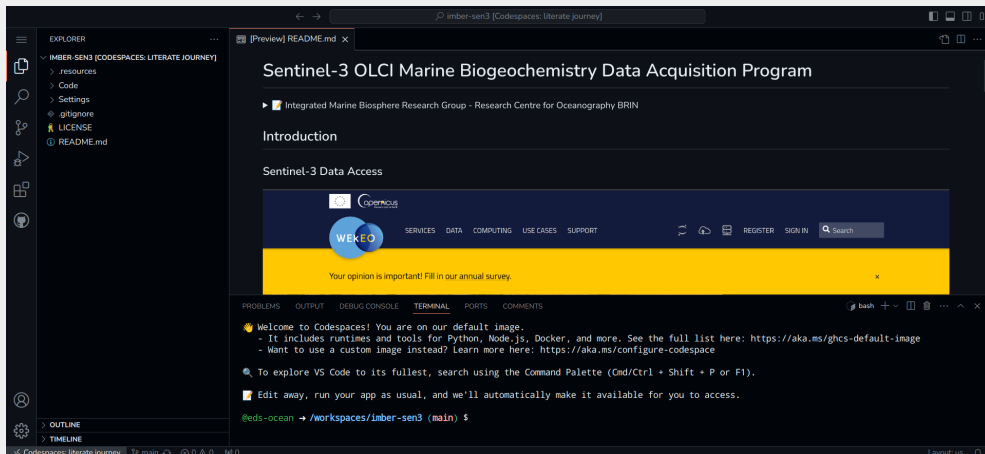 imber-sen3 [Codespaces: literate journey]
EXPLORER
[Preview] README.md
IMBER-SEN3 [CODESPACES: LITERATE JOURNEY]
.resources
Code
Settings
.gitignore
LICENSE
README.md
OUTLINE
TIMELINE
Sentinel-3 OLCI Marine Biogeochemistry Data Acquisition Program
Integrated Marine Biosphere Research Group - Research Centre for Oceanography BRIN
Introduction
Sentinel-3 Data Access
Copernicus
WEkEO
SERVICES DATA COMPUTING USE CASES SUPPORT
REGISTER SIGN IN Search
Your opinion is important! Fill in our annual survey. ×
PROBLEMS OUTPUT DEBUG CONSOLE TERMINAL PORTS COMMENTS
bash
👋 Welcome to Codespaces! You are on our default image.
- It includes runtimes and tools for Python, Node.js, Docker, and more. See the full list here: https://aka.ms/ghcs-default-image
- Want to use a custom image instead? Learn more here: https://aka.ms/configure-codespace
🔍 To explore VS Code to its fullest, search using the Command Palette (Cmd/Ctrl + Shift + P or F1).
📝 Edit away, run your app as usual, and we'll automatically make it available for you to access.
@eds-ocean → /workspaces/imber-sen3 (main) $
Codespaces: literate journey main 0 0 0
Layout: us